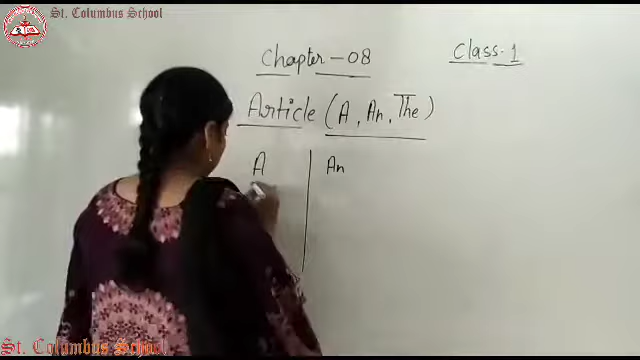 St. Columbus School
Chapter - 08
Class. 1
Article (A, An, The)
A
An
St. Columbus School